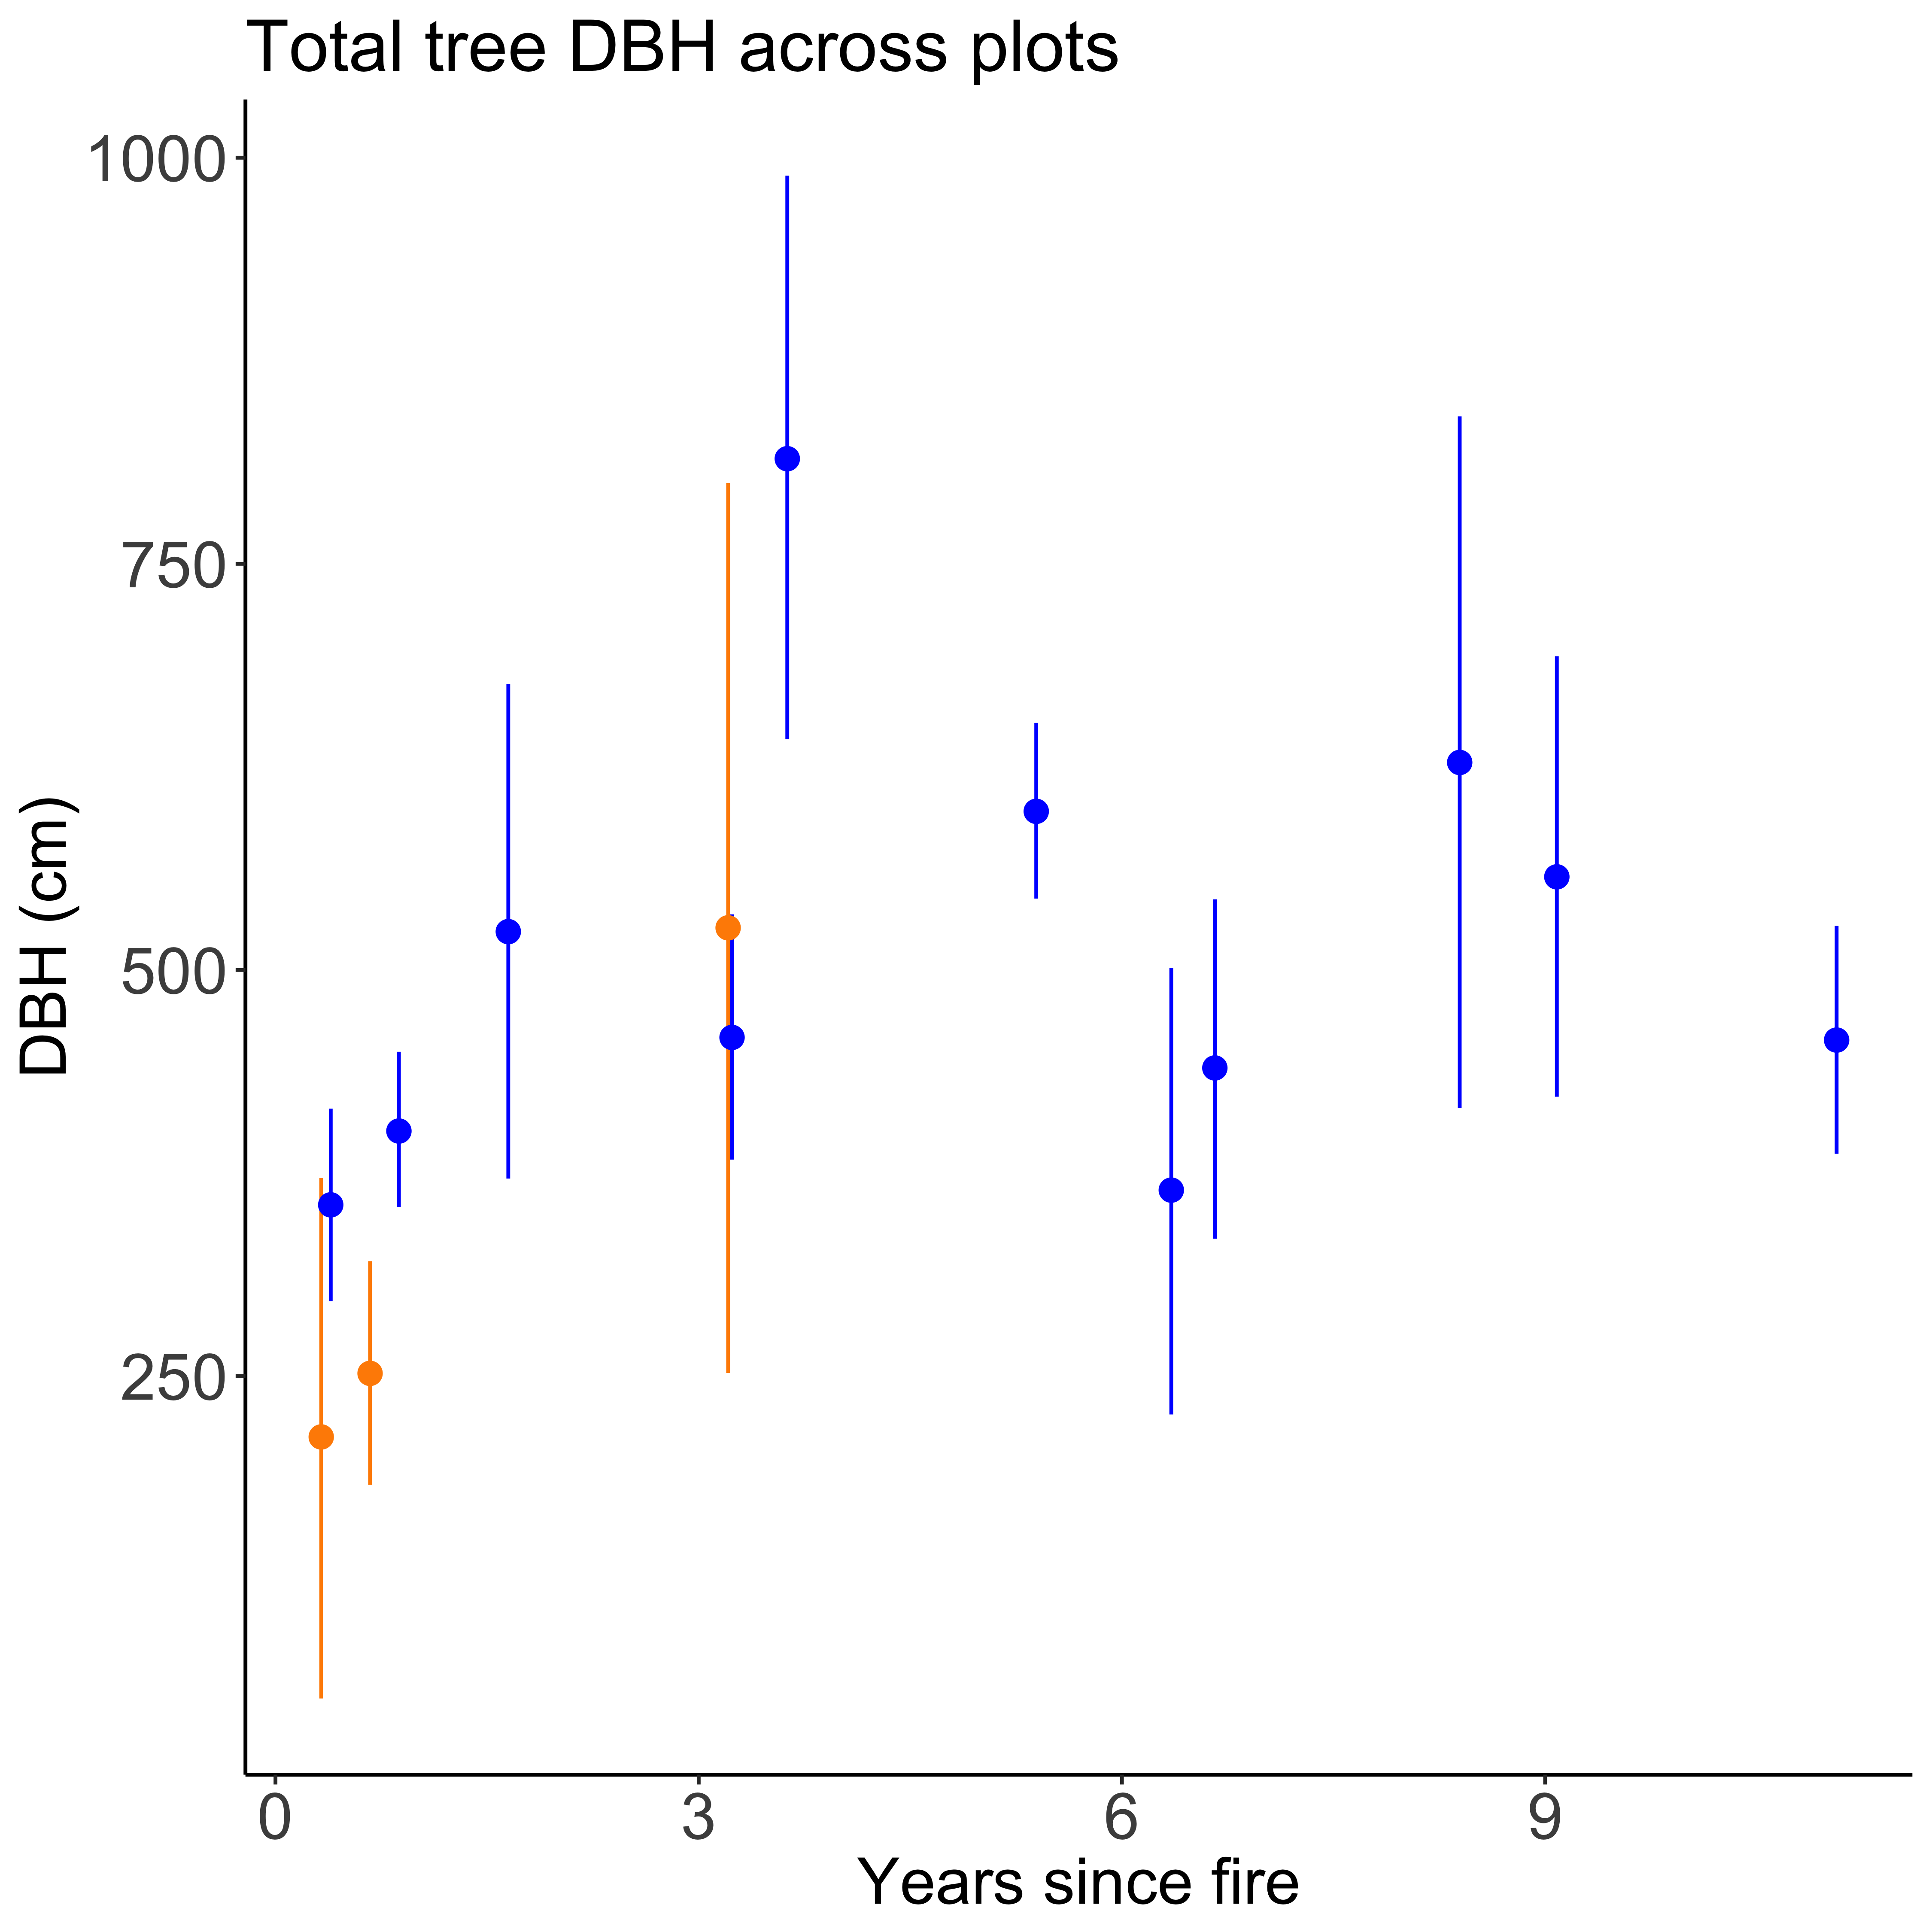 Total tree DBH across plots
1000
750
500
250
DBH (cm)
0 3 6 9
Years since fire